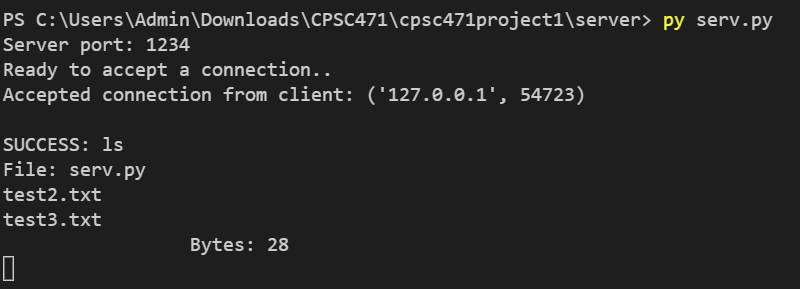 PS C:\Users\Admin\Downloads\CPSC471\cpsc471project1\server> py serv.py
Server port: 1234
Ready to accept a connection..
Accepted connection from client: ('127.0.0.1', 54723)

SUCCESS: ls
File: serv.py
test2.txt
test3.txt
Bytes: 28